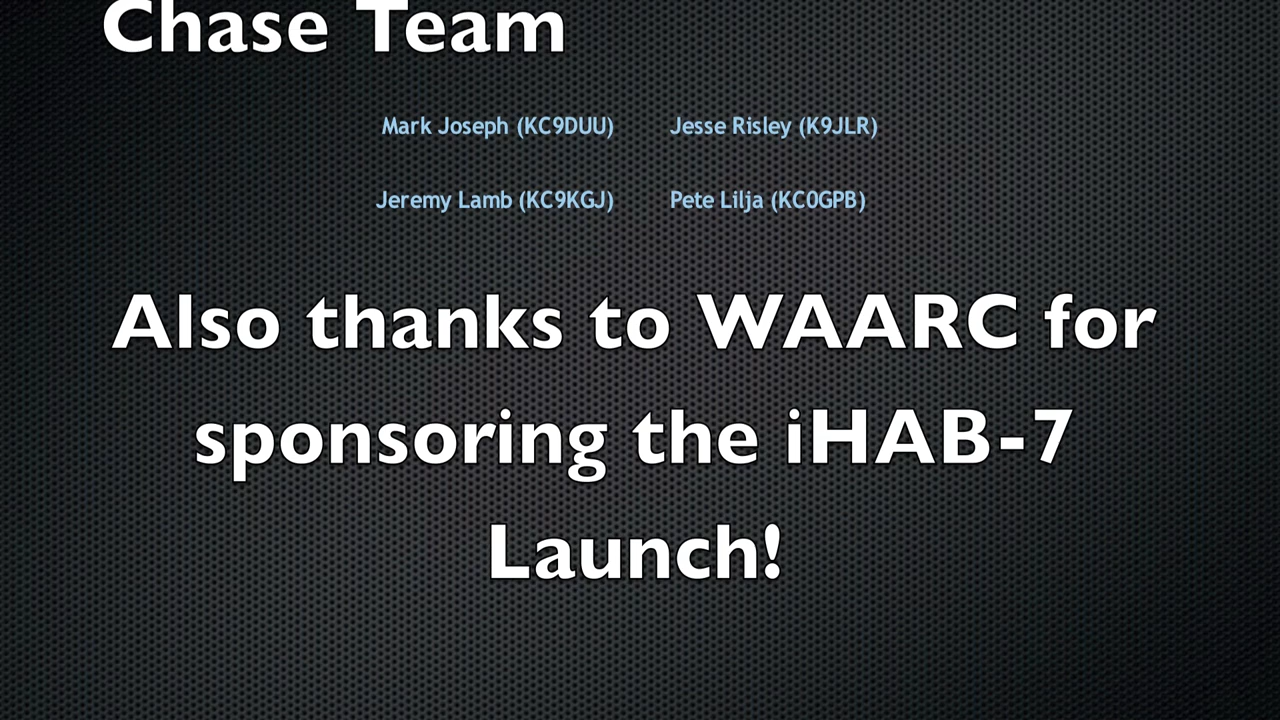 Chase Team
Mark Joseph (KC9DUU) Jesse Risley (K9JLR)
Jeremy Lamb (KC9KGJ) Pete Lilja (KC0GPB)
Also thanks to WAARC for
sponsoring the iHAB-7
Launch!